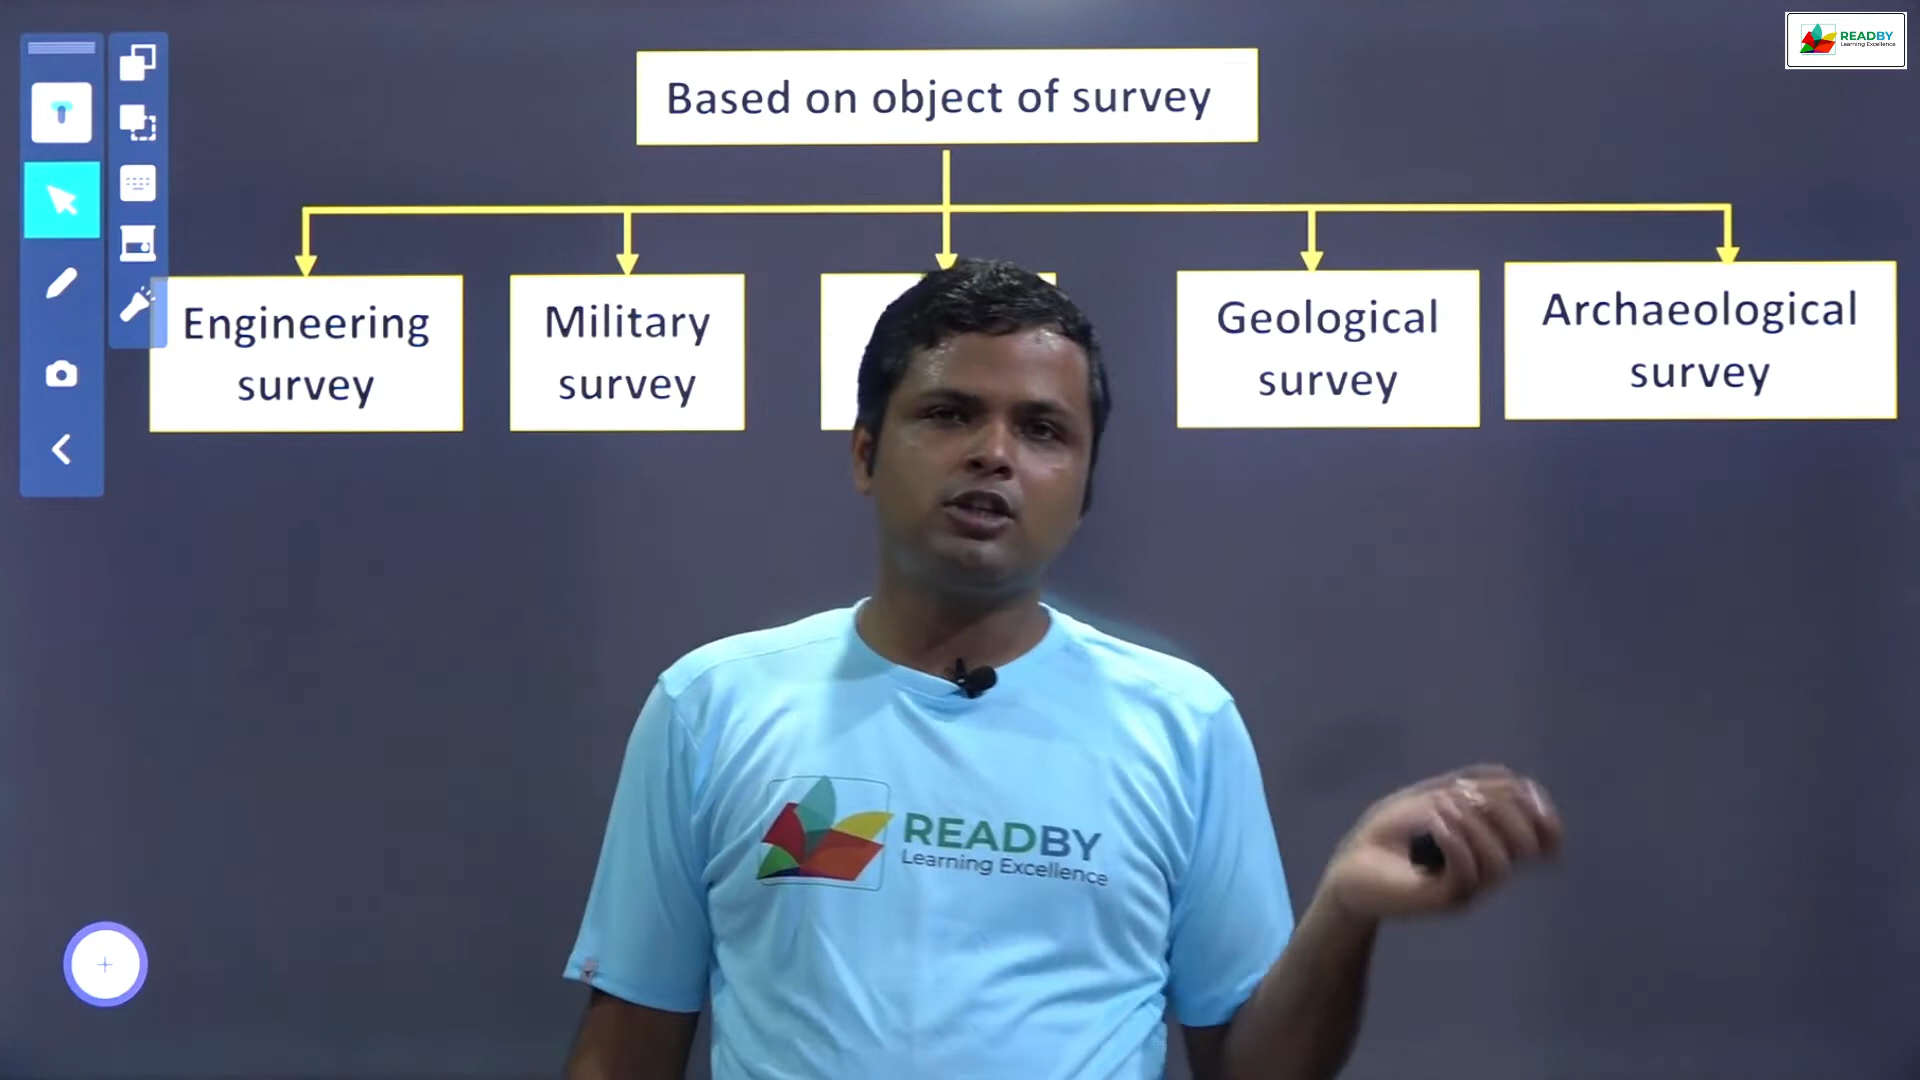 READBY
Learning Excellence
Based on object of survey
Engineering
survey
Military
survey
Geological
survey
Archaeological
survey
READBY
Learning Excellence